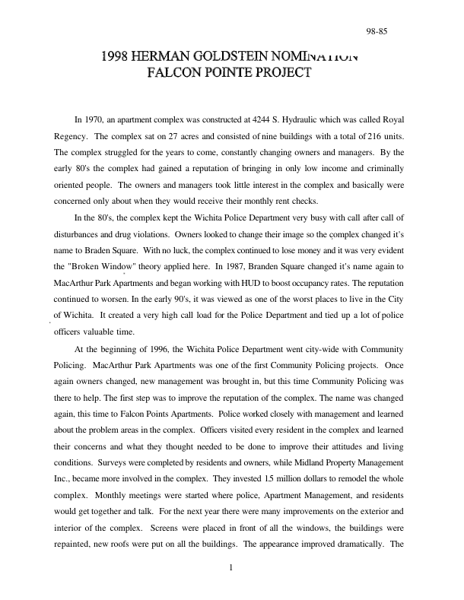 98-85
1998 HERMAN GOLDSTEIN NOMINATION
FALCON POINTE PROJECT
In 1970, an apartment complex was constructed at 4244 S. Hydraulic which was called Royal
Regency. The complex sat on 27 acres and consisted of nine buildings with a total of 216 units.
The complex struggled for the years to come, constantly changing owners and managers. By the
early 80's the complex had gained a reputation of bringing in only low income and criminally
oriented people. The owners and managers took little interest in the complex and basically were
concerned only about when they would receive their monthly rent checks.
In the 80's, the complex kept the Wichita Police Department very busy with call after call of
disturbances and drug violations. Owners looked to change their image so the complex changed it's
name to Braden Square. With no luck, the complex continued to lose money and it was very evident
the "Broken Window" theory applied here. In 1987, Branden Square changed it's name again to
MacArthur Park Apartments and began working with HUD to boost occupancy rates. The reputation
continued to worsen. In the early 90's, it was viewed as one of the worst places to live in the City
of Wichita. It created a very high call load for the Police Department and tied up a lot of police
officers valuable time.
At the beginning of 1996, the Wichita Police Department went city-wide with Community
Policing. MacArthur Park Apartments was one of the first Community Policing projects. Once
again owners changed, new management was brought in, but this time Community Policing was
there to help. The first step was to improve the reputation of the complex. The name was changed
again, this time to Falcon Points Apartments. Police worked closely with management and learned
about the problem areas in the complex. Officers visited every resident in the complex and learned
their concerns and what they thought needed to be done to improve their attitudes and living
conditions. Surveys were completed by residents and owners, while Midland Property Management
Inc., became more involved in the complex. They invested 1.5 million dollars to remodel the whole
complex. Monthly meetings were started where police, Apartment Management, and residents
would get together and talk. For the next year there were many improvements on the exterior and
interior of the complex. Screens were placed in front of all the windows, the buildings were
repainted, new roofs were put on all the buildings. The appearance improved dramatically. The
1